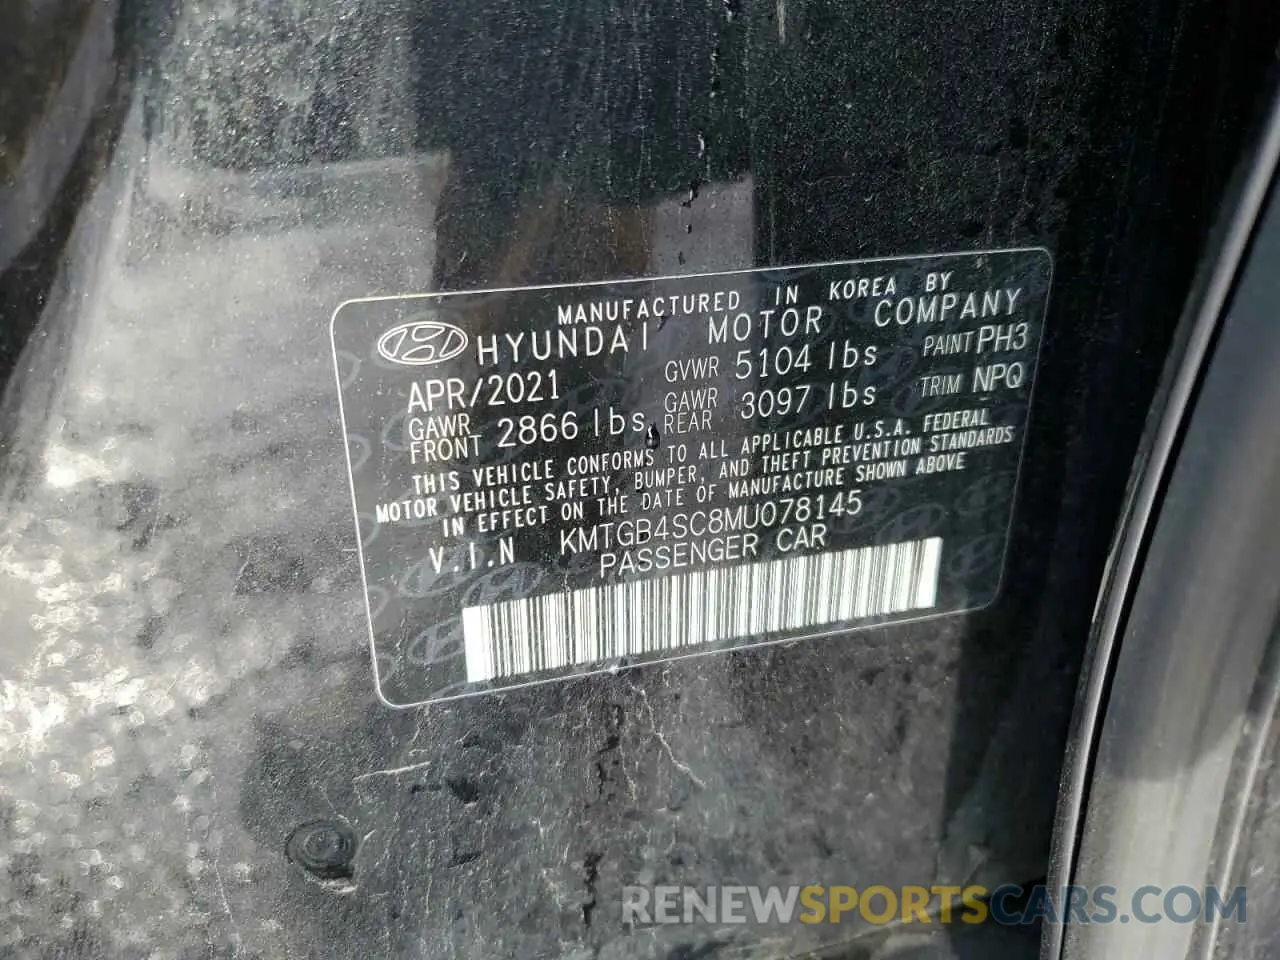 MANUFACTURED IN KOREA BY
HYUNDAI MOTOR COMPANY
APR/2021 GVWR 5104 lbs PAINT PH3
GAWR FRONT 2866 lbs GAWR REAR 3097 lbs TRIM NPQ
THIS VEHICLE CONFORMS TO ALL APPLICABLE U.S.A. FEDERAL
MOTOR VEHICLE SAFETY, BUMPER, AND THEFT PREVENTION STANDARDS
IN EFFECT ON THE DATE OF MANUFACTURE SHOWN ABOVE
V.I.N KMTGB4SC8MU078145
PASSENGER CAR
RENEWSPORTSCARS.COM